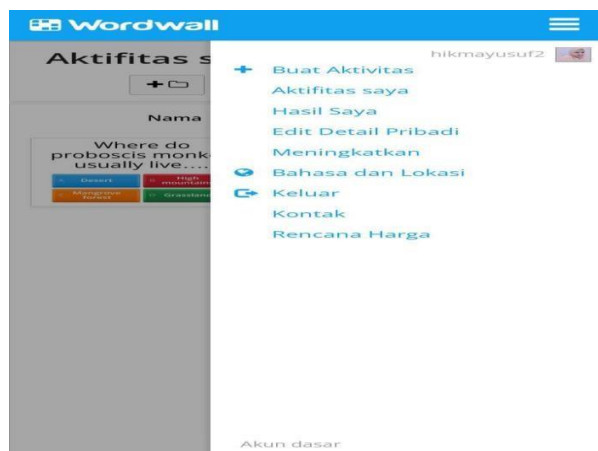 Wordwall
Aktifitas s
hikmayusuf2
Buat Aktivitas
Aktifitas saya
Hasil Saya
Edit Detail Pribadi
Meningkatkan
Bahasa dan Lokasi
Keluar
Kontak
Rencana Harga
Nama
Where do
proboscis monk
usually live....
Desert
High
mountain
Mangrove
forest
Grassland
Akun dasar